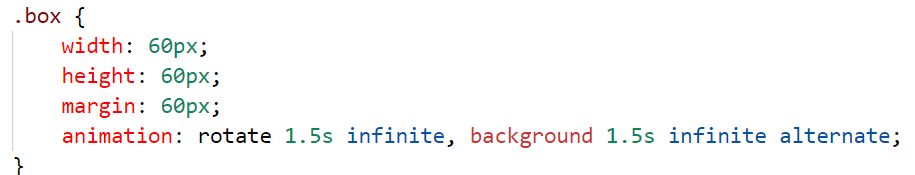 .box {
    width: 60px;
    height: 60px;
    margin: 60px;
    animation: rotate 1.5s infinite, background 1.5s infinite alternate;
}